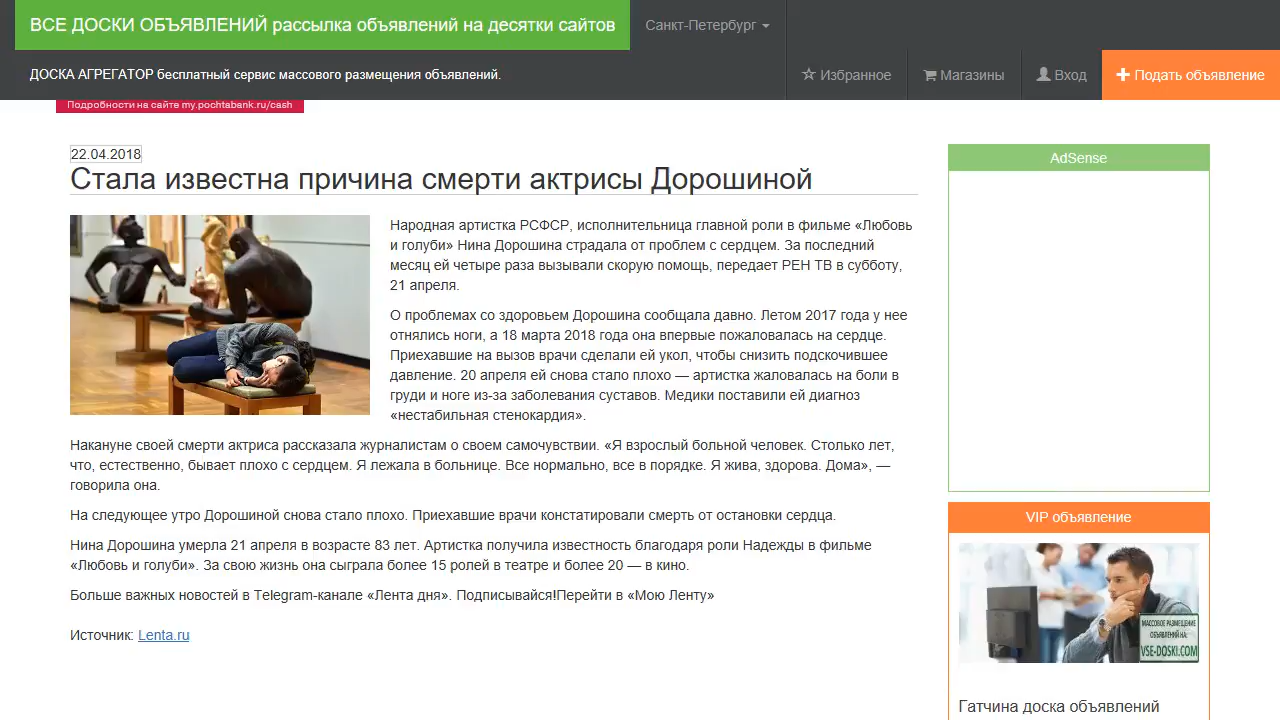 ВСЕ ДОСКИ ОБЪЯВЛЕНИЙ рассылка объявлений на десятки сайтов
Санкт-Петербург
ДОСКА АГРЕГАТОР бесплатный сервис массового размещения объявлений.
Избранное
Магазины
Вход
Подать объявление
Подробности на сайте my.pochtabank.ru/cash
22.04.2018
Стала известна причина смерти актрисы Дорошиной
Народная артистка РСФСР, исполнительница главной роли в фильме «Любовь
и голуби» Нина Дорошина страдала от проблем с сердцем. За последний
месяц ей четыре раза вызывали скорую помощь, передает РЕН ТВ в субботу,
21 апреля.
О проблемах со здоровьем Дорошина сообщала давно. Летом 2017 года у нее
отнялись ноги, а 18 марта 2018 года она впервые пожаловалась на сердце.
Приехавшие на вызов врачи сделали ей укол, чтобы снизить подскочившее
давление. 20 апреля ей снова стало плохо — артистка жаловалась на боли в
груди и ноге из-за заболевания суставов. Медики поставили ей диагноз
«нестабильная стенокардия».
Накануне своей смерти актриса рассказала журналистам о своем самочувствии. «Я взрослый больной человек. Столько лет,
что, естественно, бывает плохо с сердцем. Я лежала в больнице. Все нормально, все в порядке. Я жива, здорова. Дома», —
говорила она.
На следующее утро Дорошиной снова стало плохо. Приехавшие врачи констатировали смерть от остановки сердца.
Нина Дорошина умерла 21 апреля в возрасте 83 лет. Артистка получила известность благодаря роли Надежды в фильме
«Любовь и голуби». За свою жизнь она сыграла более 15 ролей в театре и более 20 — в кино.
Больше важных новостей в Telegram-канале «Лента дня». Подписывайся!Перейти в «Мою Ленту»
Источник: Lenta.ru
AdSense
VIP объявление
МАССОВОЕ РАЗМЕЩЕНИЕ
ОБЪЯВЛЕНИЙ НА:
VSE-DOSKI.COM
Гатчина доска объявлений